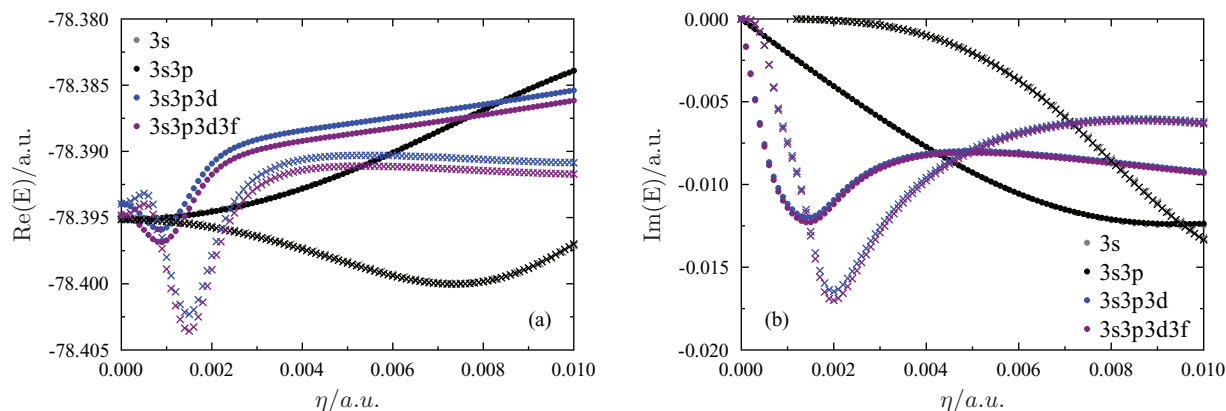 -78.380
-78.385
-78.390
-78.395
-78.400
-78.405
Re(E)/a.u.
3s
3s3p
3s3p3d
3s3p3d3f
(a)
0.000 0.002 0.004 0.006 0.008 0.010
η/a.u.
0.000
-0.005
-0.010
-0.015
-0.020
Im(E)/a.u.
3s
3s3p
3s3p3d
3s3p3d3f
(b)
0.000 0.002 0.004 0.006 0.008 0.010
η/a.u.